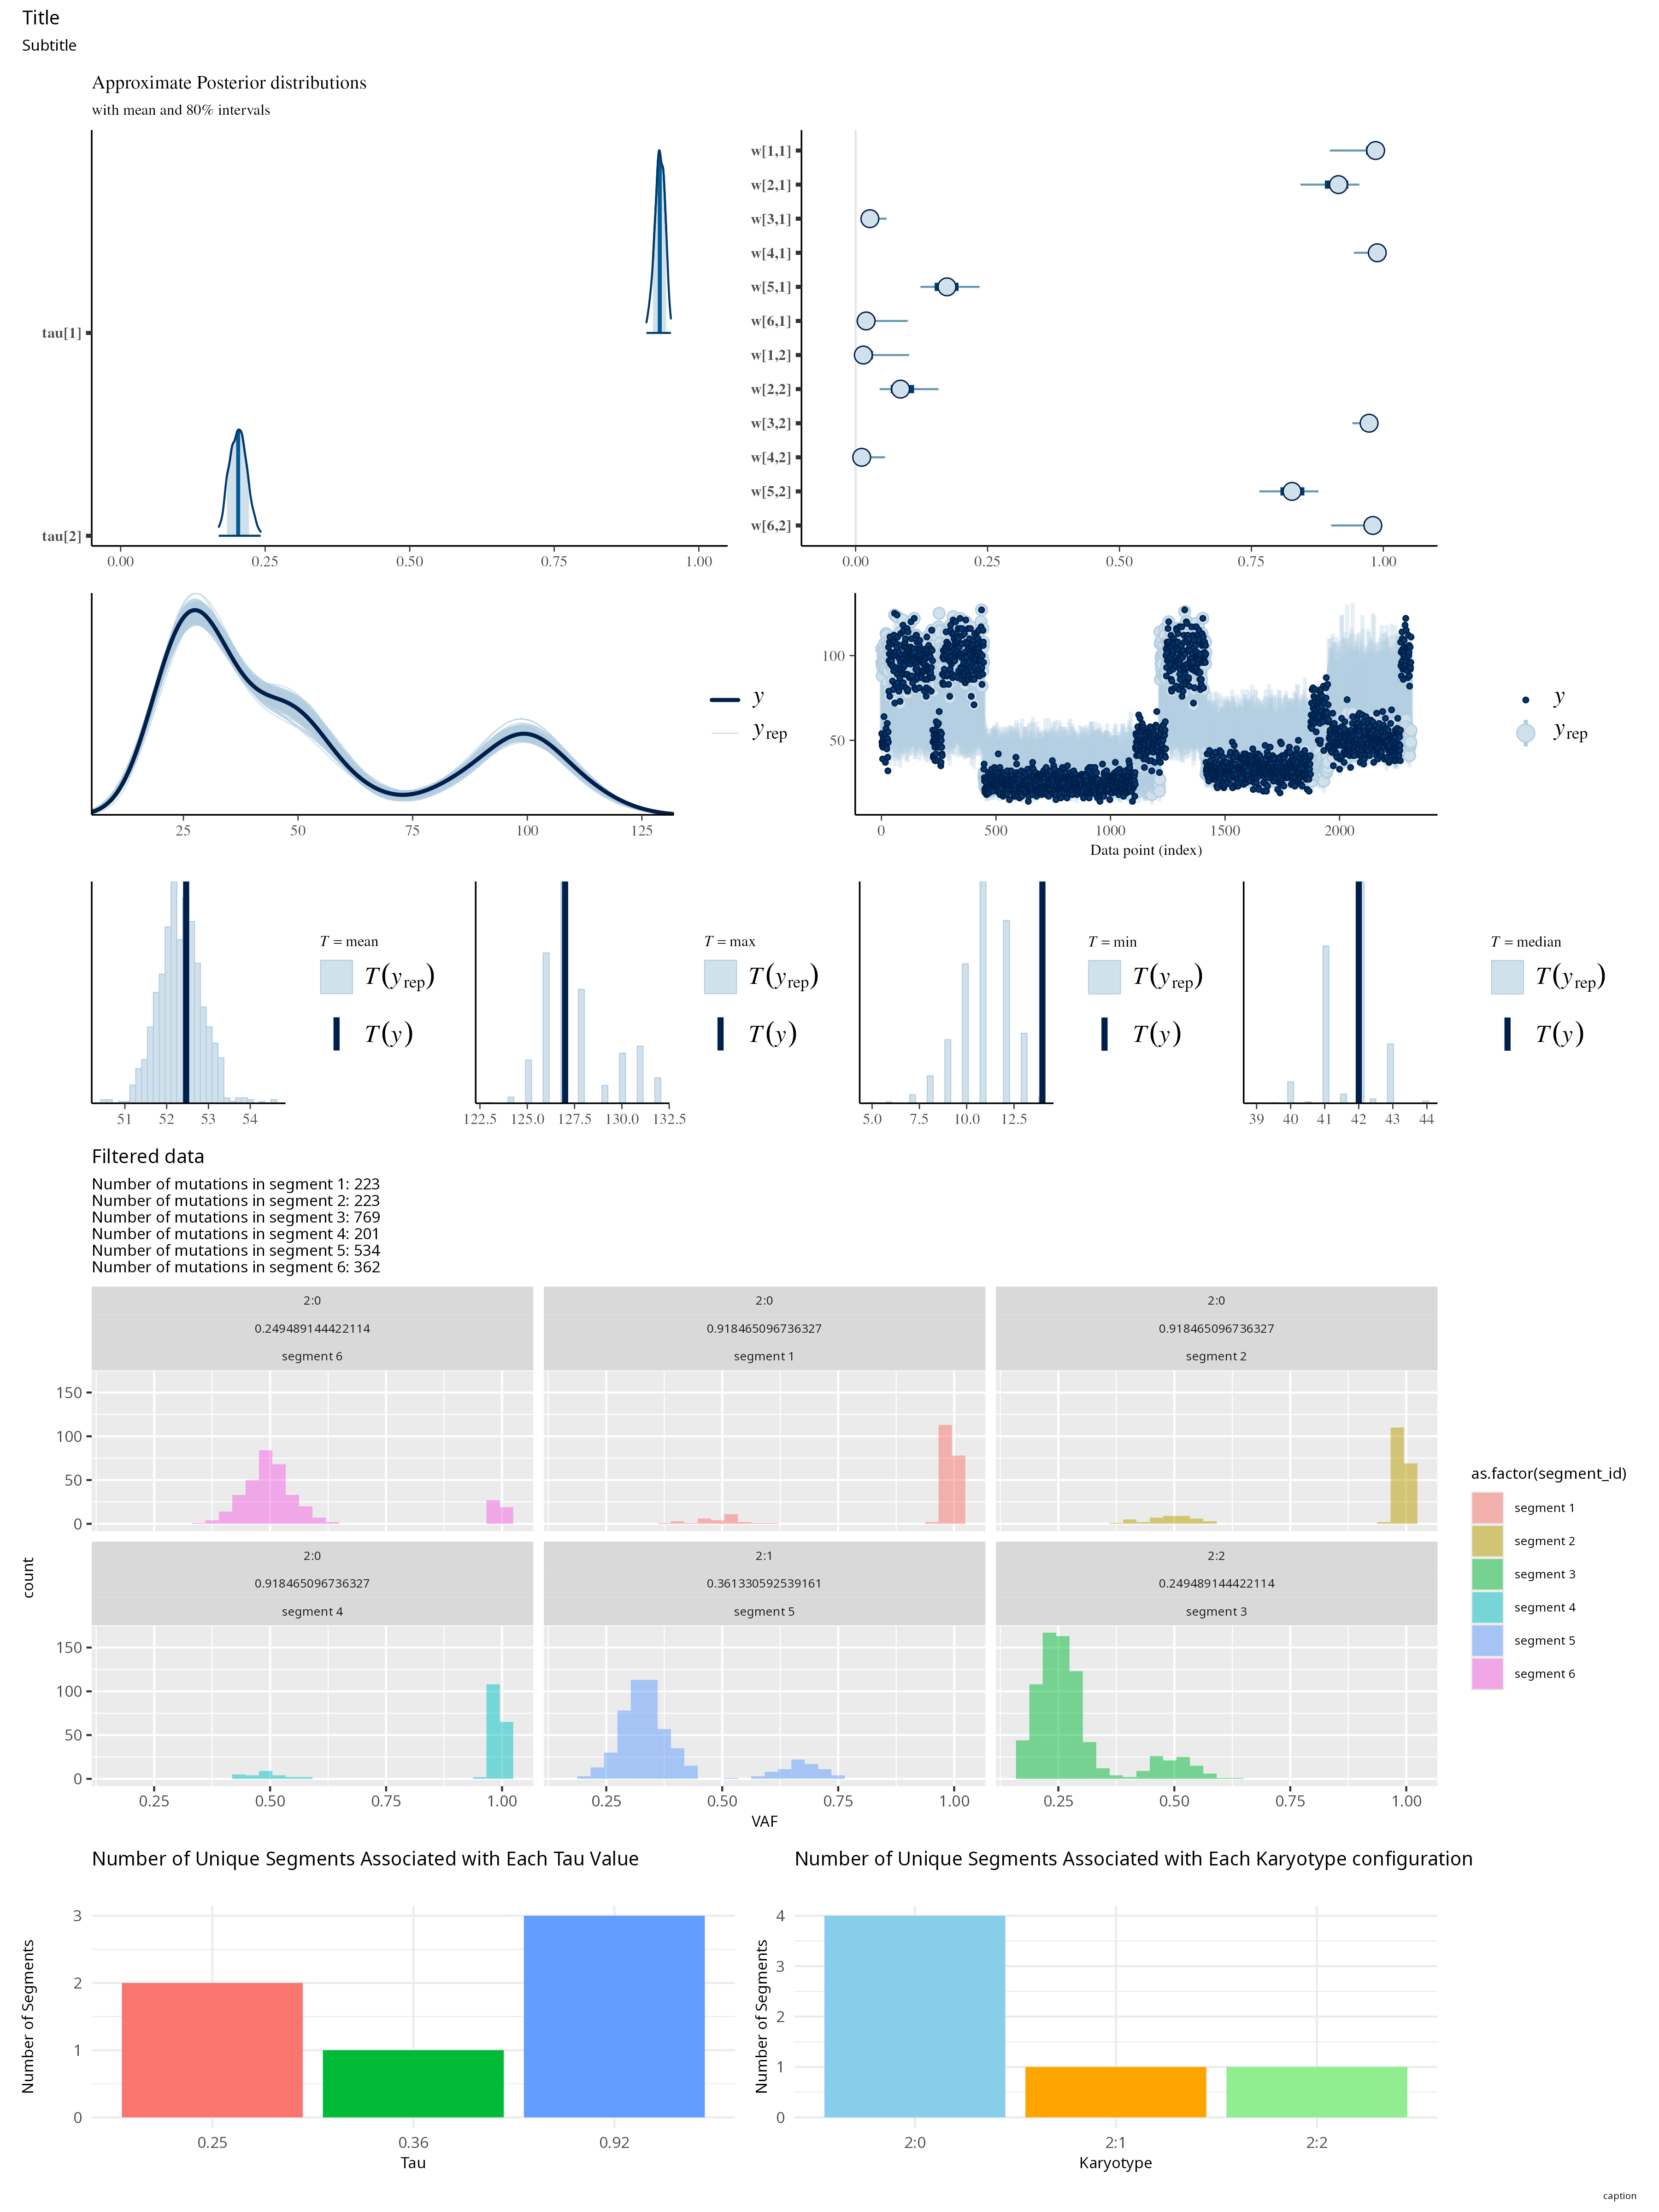 Title
Subtitle
Approximate Posterior distributions
with mean and 80% intervals
tau[1]
tau[2]
0.00 0.25 0.50 0.75 1.00
w[1,1]
w[2,1]
w[3,1]
w[4,1]
w[5,1]
w[6,1]
w[1,2]
w[2,2]
w[3,2]
w[4,2]
w[5,2]
w[6,2]
0.00 0.25 0.50 0.75 1.00
25 50 75 100 125
y
yrep
100
50
0 500 1000 1500 2000
Data point (index)
y
yrep
51 52 53 54
T = mean
T(yrep)
T(y)
122.5 125.0 127.5 130.0 132.5
T = max
T(yrep)
T(y)
5.0 7.5 10.0 12.5
T = min
T(yrep)
T(y)
39 40 41 42 43 44
T = median
T(yrep)
T(y)
Filtered data
Number of mutations in segment 1: 223
Number of mutations in segment 2: 223
Number of mutations in segment 3: 769
Number of mutations in segment 4: 201
Number of mutations in segment 5: 534
Number of mutations in segment 6: 362
2:0 2:0 2:0
0.249489144422114 0.918465096736327 0.918465096736327
segment 6 segment 1 segment 2
150
100
50
0
2:0 2:1 2:2
0.918465096736327 0.361330592539161 0.249489144422114
segment 4 segment 5 segment 3
150
100
50
0
count
0.25 0.50 0.75 1.00 0.25 0.50 0.75 1.00 0.25 0.50 0.75 1.00
VAF
as.factor(segment_id)
segment 1
segment 2
segment 3
segment 4
segment 5
segment 6
Number of Unique Segments Associated with Each Tau Value
Number of Segments
3
2
1
0
0.25 0.36 0.92
Tau
Number of Unique Segments Associated with Each Karyotype configuration
Number of Segments
4
3
2
1
0
2:0 2:1 2:2
Karyotype
caption